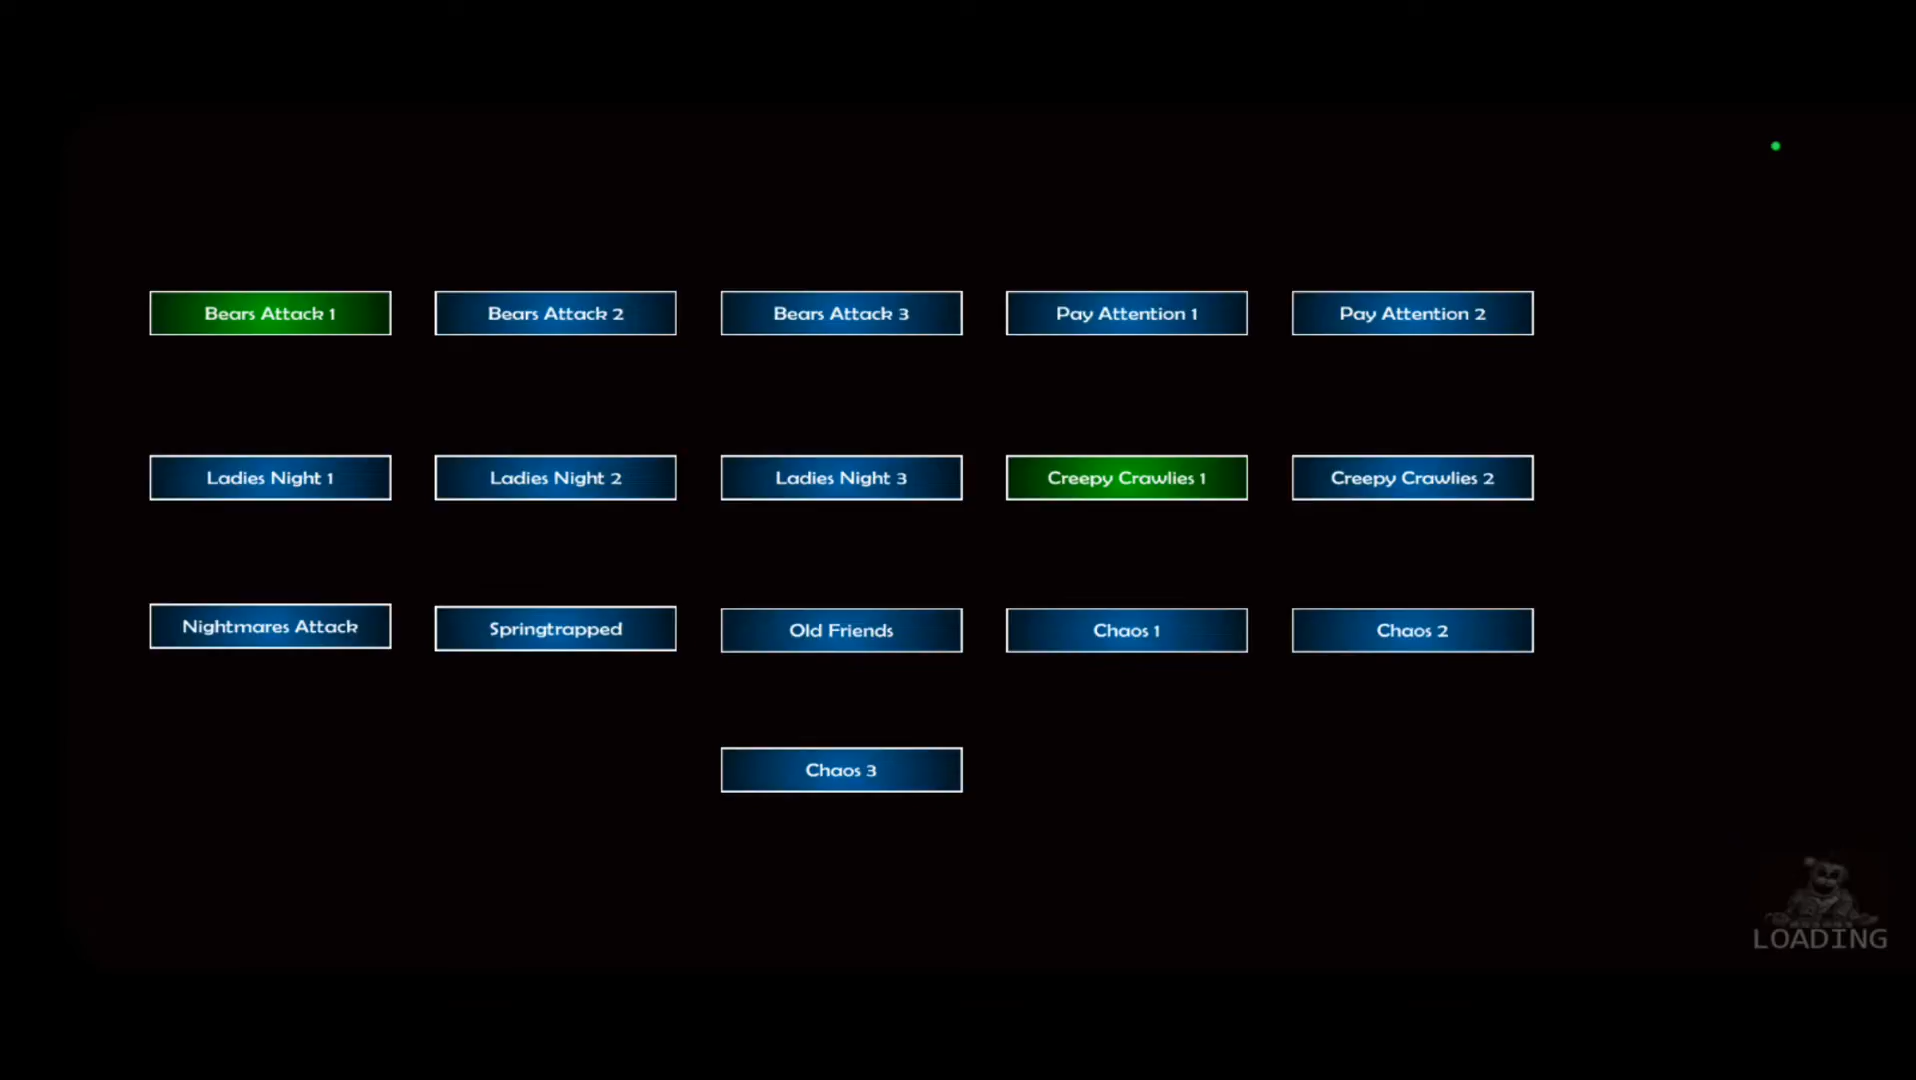 Bears Attack 1
Bears Attack 2
Bears Attack 3
Pay Attention 1
Pay Attention 2
Ladies Night 1
Ladies Night 2
Ladies Night 3
Creepy Crawlies 1
Creepy Crawlies 2
Nightmares Attack
Springtrapped
Old Friends
Chaos 1
Chaos 2
Chaos 3
LOADING